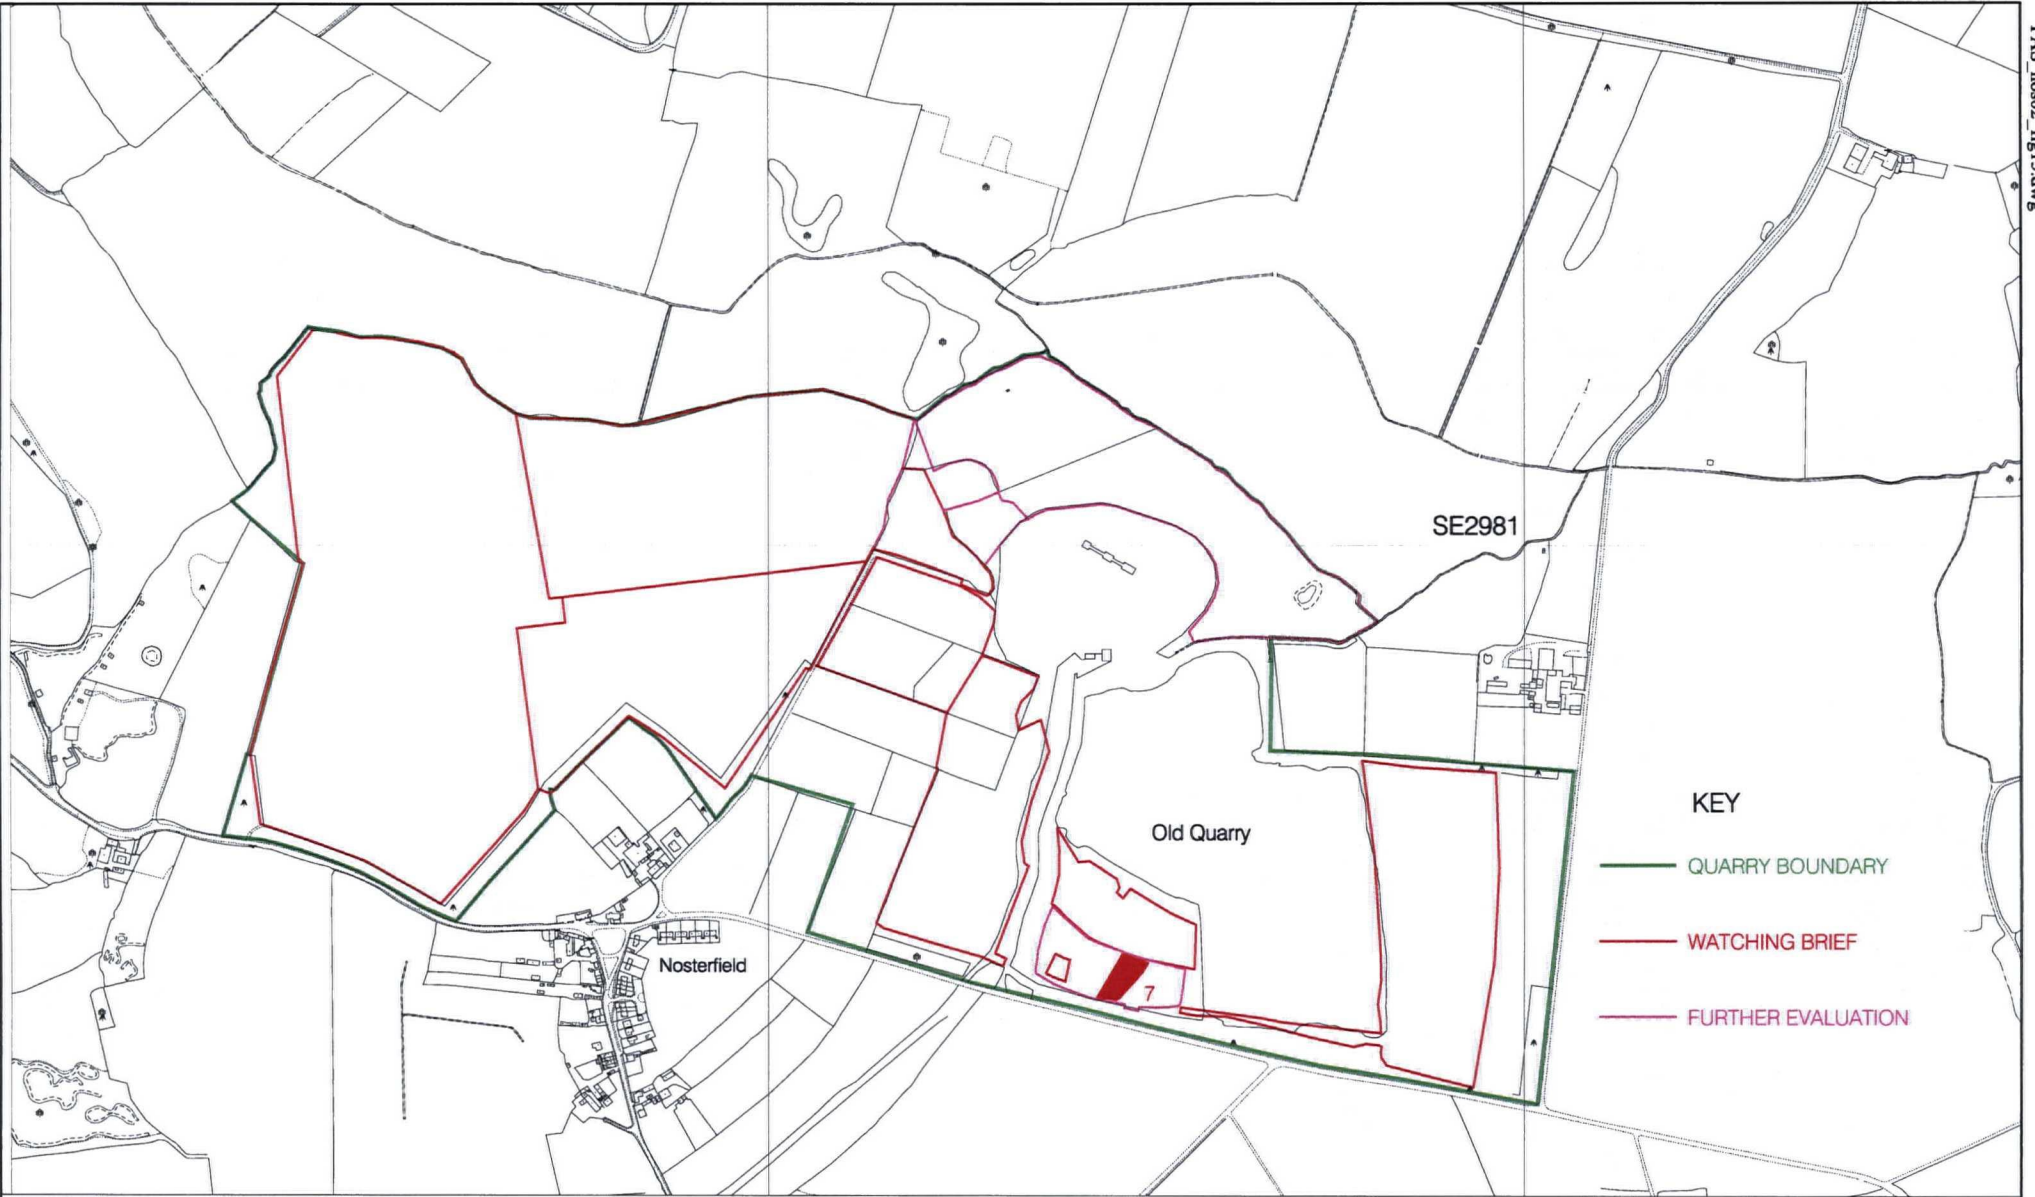 SE2981
KEY
Old Quarry
QUARRY BOUNDARY
WATCHING BRIEF
Nosterfield
7
FURTHER EVALUATION